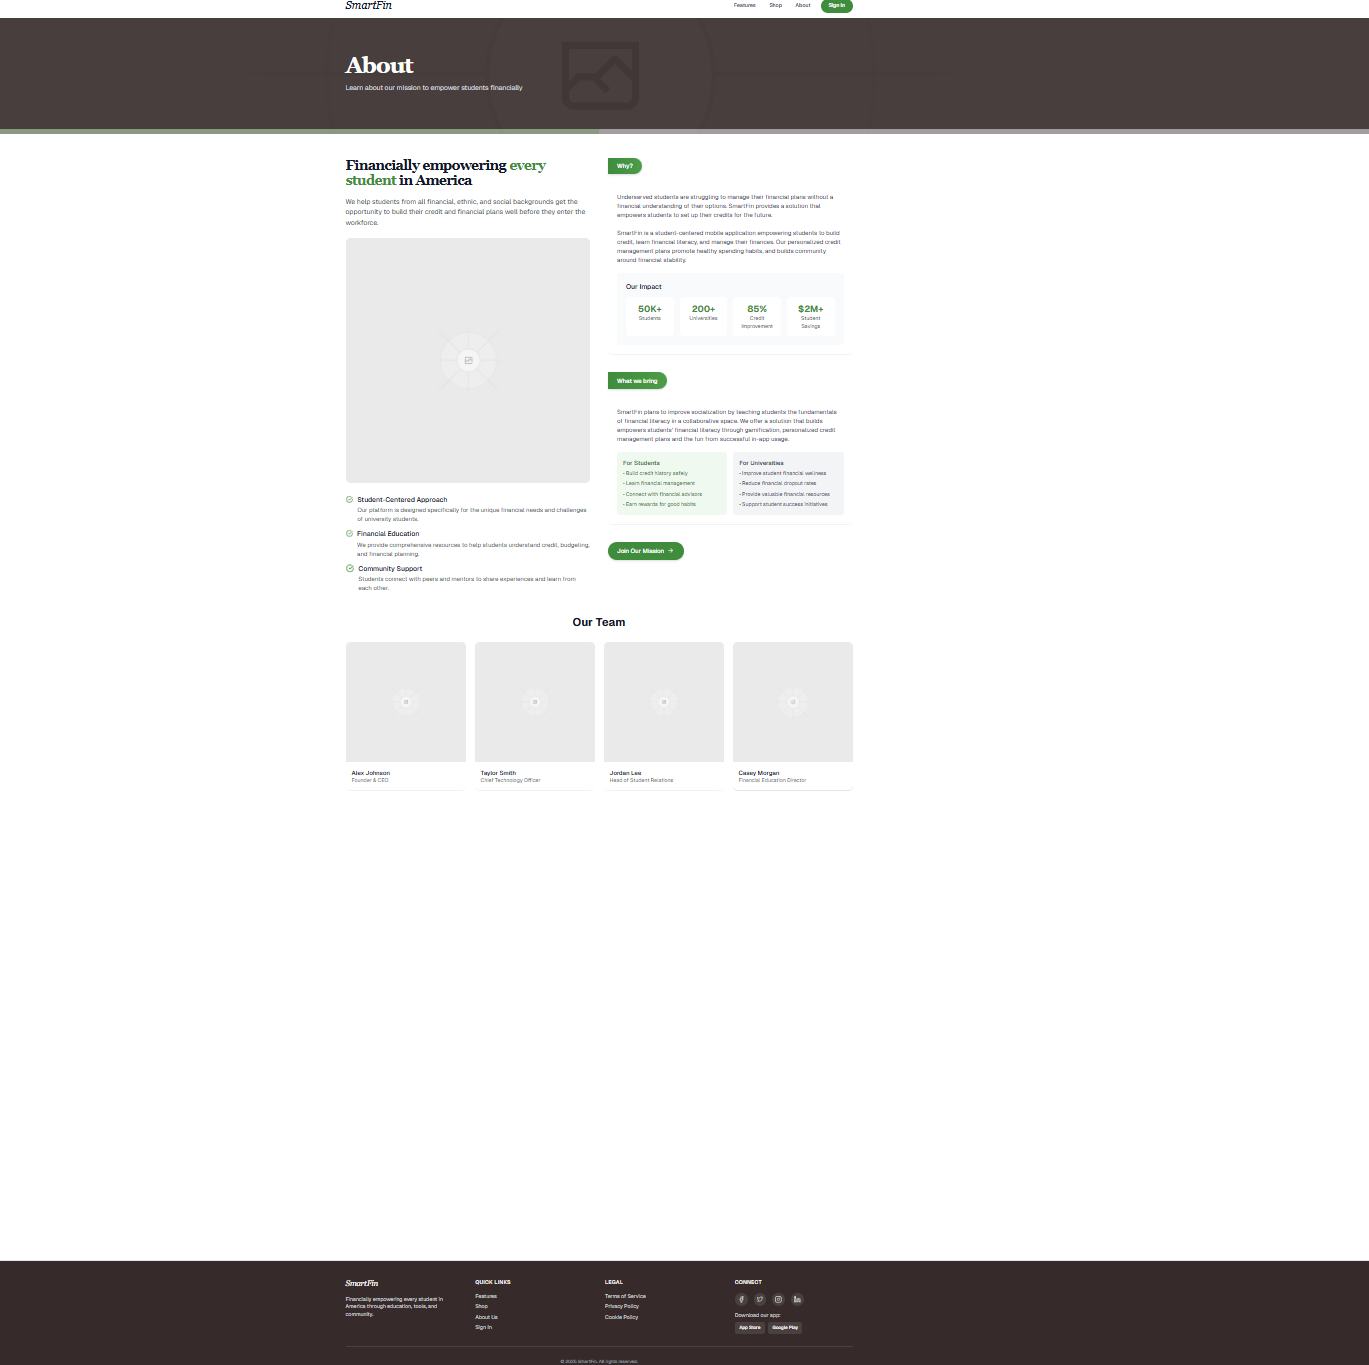 SmartFin
Features
Shop
About
Sign In
About
Learn about our mission to empower students financially
Financially empowering every
student in America
We help students from all financial, ethnic, and social backgrounds get the
opportunity to build their credit and financial plans well before they enter the
workforce.
Student-Centered Approach
Our platform is designed specifically for the unique financial needs and challenges
of university students.
Financial Education
We provide comprehensive resources to help students understand credit, budgeting,
and financial planning.
Community Support
Students connect with peers and mentors to share experiences and learn from
each other.
Why?
Underserved students are struggling to manage their financial plans without a
financial understanding of their options. SmartFin provides a solution that
empowers students to set up their credits for the future.
SmartFin is a student-centered mobile application empowering students to build
credit, learn financial literacy, and manage their finances. Our personalized credit
management plans promote healthy spending habits, and builds community
around financial stability.
Our Impact
50K+
Students
200+
Universities
85%
Credit
Improvement
$2M+
Student
Savings
What we bring
SmartFin plans to improve socialization by teaching students the fundamentals
of financial literacy in a collaborative space. We offer a solution that builds
empowers students' financial literacy through gamification, personalized credit
management plans and the fun from successful in-app usage.
For Students
• Build credit history safely
• Learn financial management
• Connect with financial advisors
• Earn rewards for good habits
For Universities
• Improve student financial wellness
• Reduce financial dropout rates
• Provide valuable financial resources
• Support student success initiatives
Join Our Mission →
Our Team
Alex Johnson
Founder & CEO
Taylor Smith
Chief Technology Officer
Jordan Lee
Head of Student Relations
Casey Morgan
Financial Education Director
SmartFin
Financially empowering every student in
America through education, tools, and
community.
QUICK LINKS
Features
Shop
About Us
Sign In
LEGAL
Terms of Service
Privacy Policy
Cookie Policy
CONNECT
Download our app:
App Store
Google Play
SmartFin. All rights reserved.